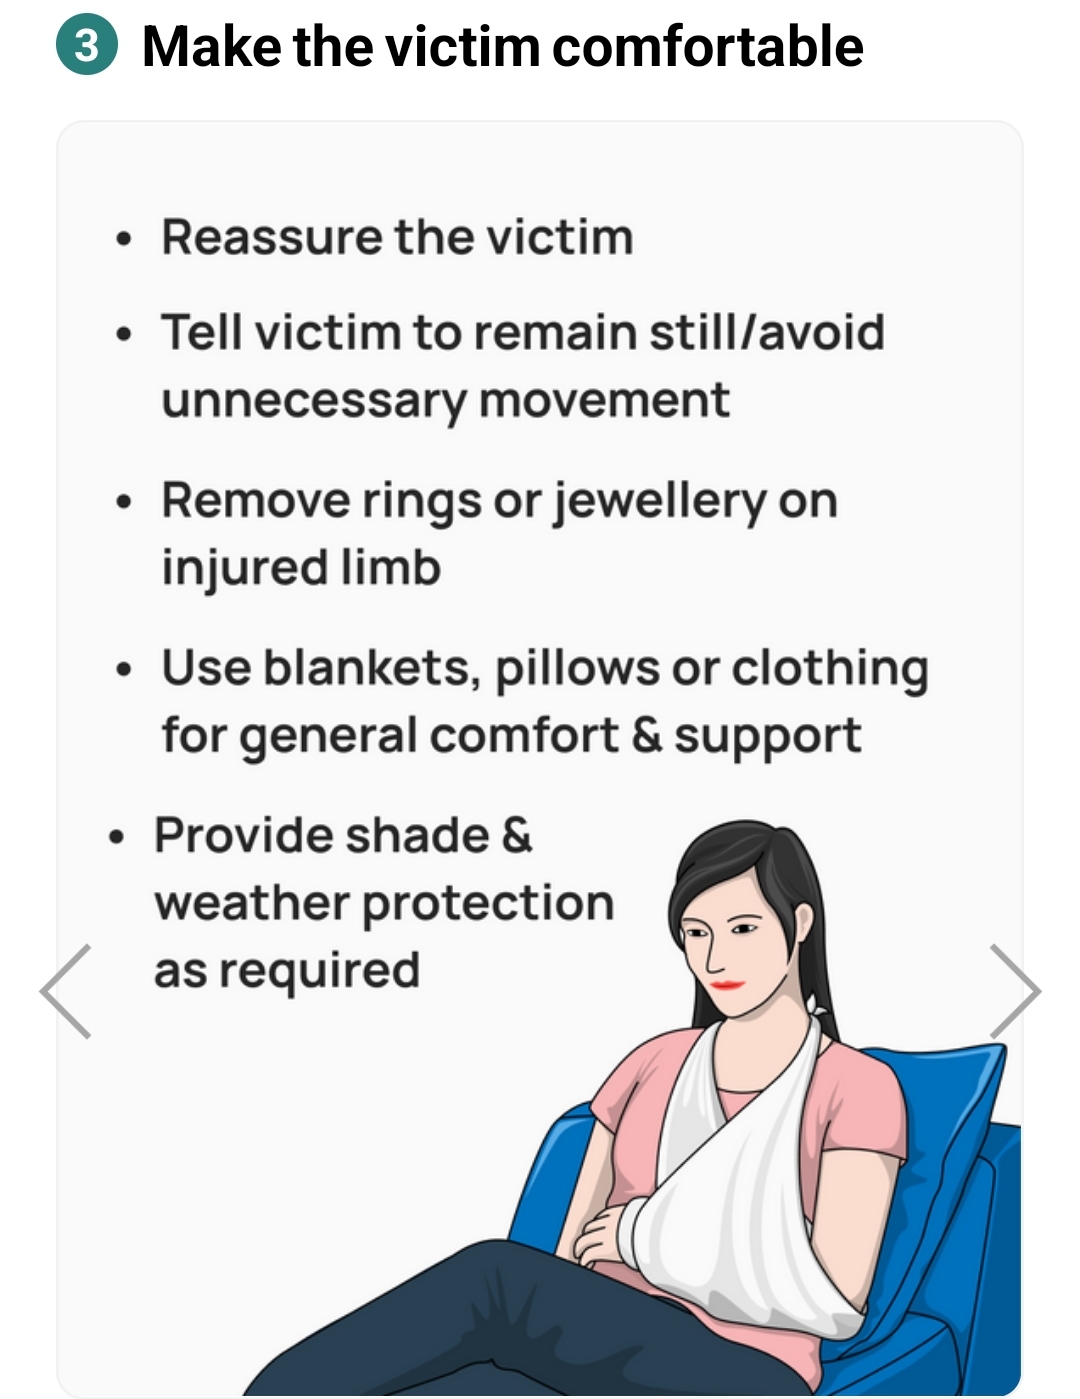 3 Make the victim comfortable
• Reassure the victim
• Tell victim to remain still/avoid
unnecessary movement
• Remove rings or jewellery on
injured limb
• Use blankets, pillows or clothing
for general comfort & support
• Provide shade &
weather protection
as required